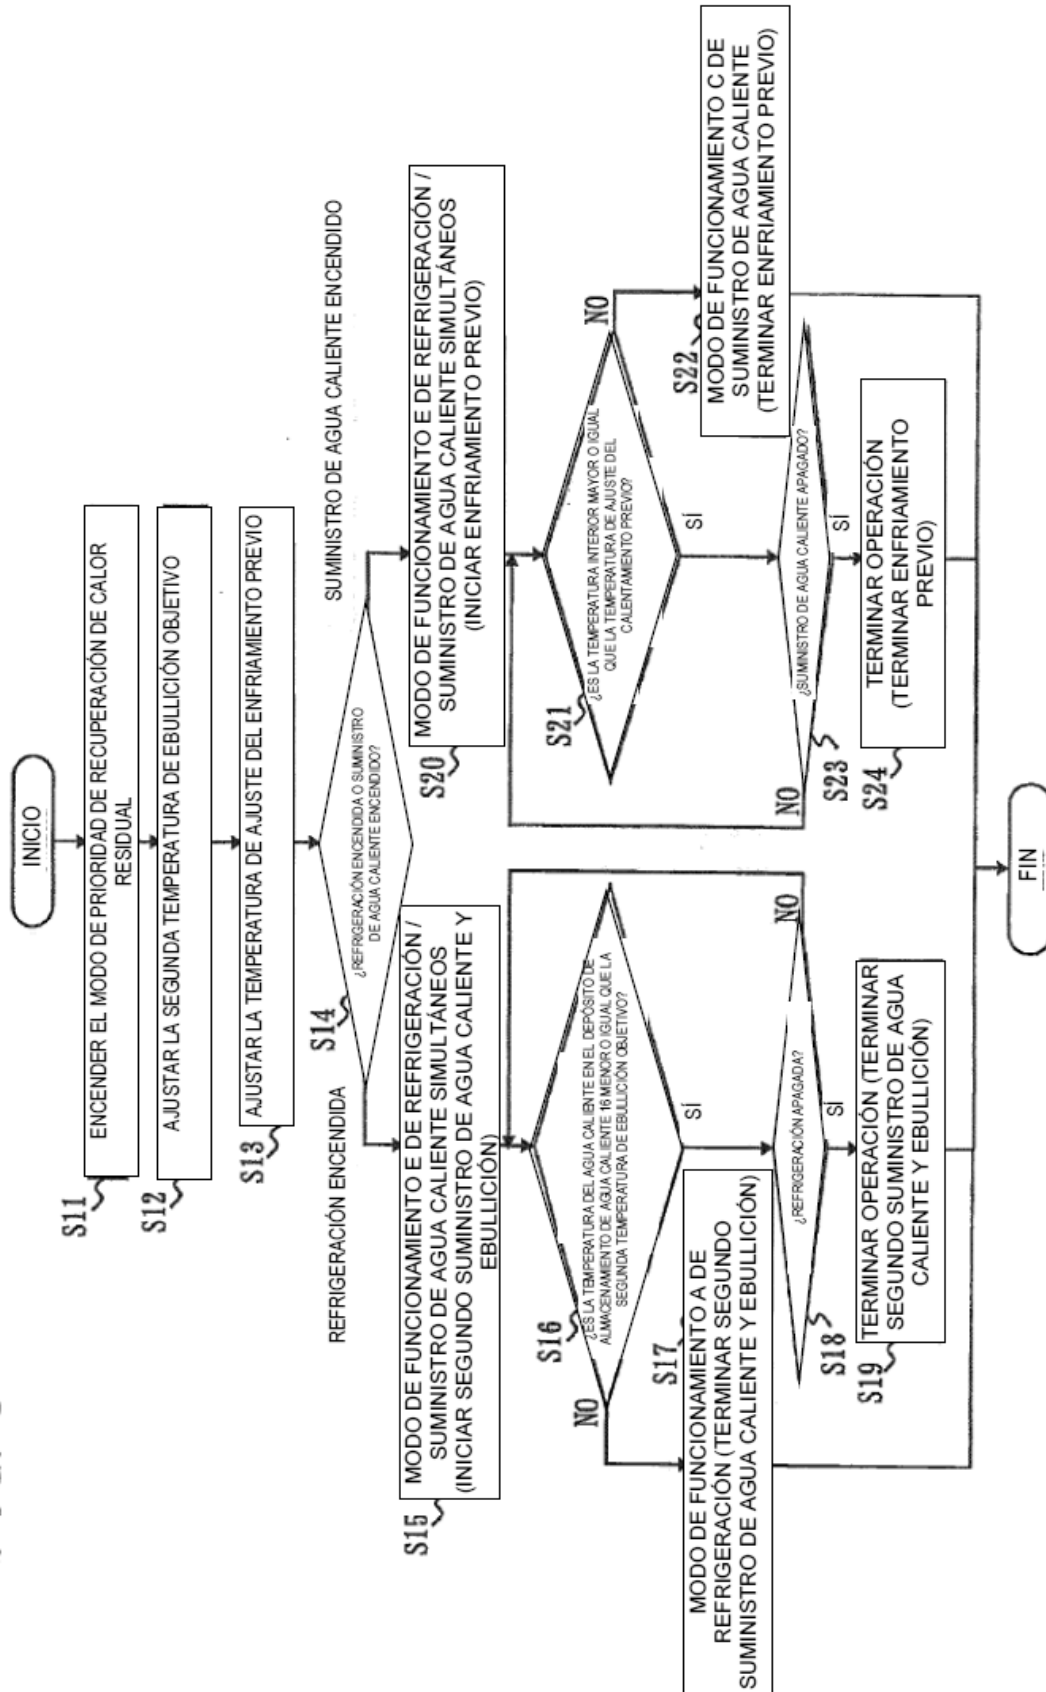 INICIO
S11
ENCENDER EL MODO DE PRIORIDAD DE RECUPERACIÓN DE CALOR
RESIDUAL
S12
AJUSTAR LA SEGUNDA TEMPERATURA DE EBULLICIÓN OBJETIVO
S13
AJUSTAR LA TEMPERATURA DE AJUSTE DEL ENFRIAMIENTO PREVIO
S14
¿REFRIGERACIÓN ENCENDIDA O SUMINISTRO
DE AGUA CALIENTE ENCENDIDO?
REFRIGERACIÓN ENCENDIDA
SUMINISTRO DE AGUA CALIENTE ENCENDIDO
S15
MODO DE FUNCIONAMIENTO E DE REFRIGERACIÓN /
SUMINISTRO DE AGUA CALIENTE SIMULTÁNEOS
(INICIAR SEGUNDO SUMINISTRO DE AGUA CALIENTE Y
EBULLICIÓN)
S16
¿ES LA TEMPERATURA DEL AGUA CALIENTE EN EL DEPÓSITO DE
ALMACENAMIENTO DE AGUA CALIENTE 16 MENOR O IGUAL QUE LA
SEGUNDA TEMPERATURA DE EBULLICIÓN OBJETIVO?
NO
SÍ
S17
MODO DE FUNCIONAMIENTO A DE
REFRIGERACIÓN (TERMINAR SEGUNDO
SUMINISTRO DE AGUA CALIENTE Y EBULLICIÓN)
S18
¿REFRIGERACIÓN APAGADA?
NO
SÍ
S19
TERMINAR OPERACIÓN (TERMINAR
SEGUNDO SUMINISTRO DE AGUA
CALIENTE Y EBULLICIÓN)
S20
MODO DE FUNCIONAMIENTO E DE REFRIGERACIÓN /
SUMINISTRO DE AGUA CALIENTE SIMULTÁNEOS
(INICIAR ENFRIAMIENTO PREVIO)
S21
¿ES LA TEMPERATURA INTERIOR MAYOR O IGUAL
QUE LA TEMPERATURA DE AJUSTE DEL
CALENTAMIENTO PREVIO?
NO
SÍ
S22
MODO DE FUNCIONAMIENTO C DE
SUMINISTRO DE AGUA CALIENTE
(TERMINAR ENFRIAMIENTO PREVIO)
S23
¿SUMINISTRO DE AGUA CALIENTE APAGADO?
NO
SÍ
S24
TERMINAR OPERACIÓN
(TERMINAR ENFRIAMIENTO
PREVIO)
FIN